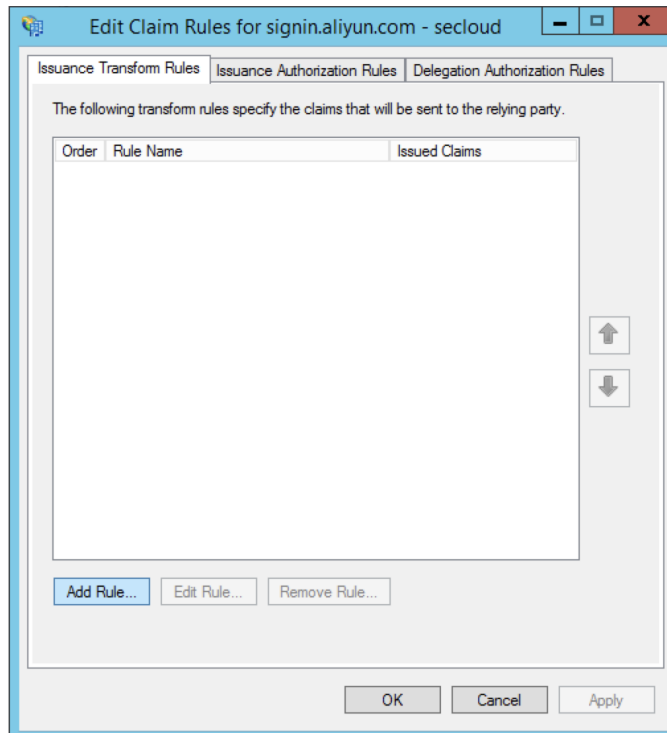 Edit Claim Rules for signin.aliyun.com - secloud
Issuance Transform Rules Issuance Authorization Rules Delegation Authorization Rules
The following transform rules specify the claims that will be sent to the relying party.
Order Rule Name Issued Claims
Add Rule... Edit Rule... Remove Rule...
OK Cancel Apply